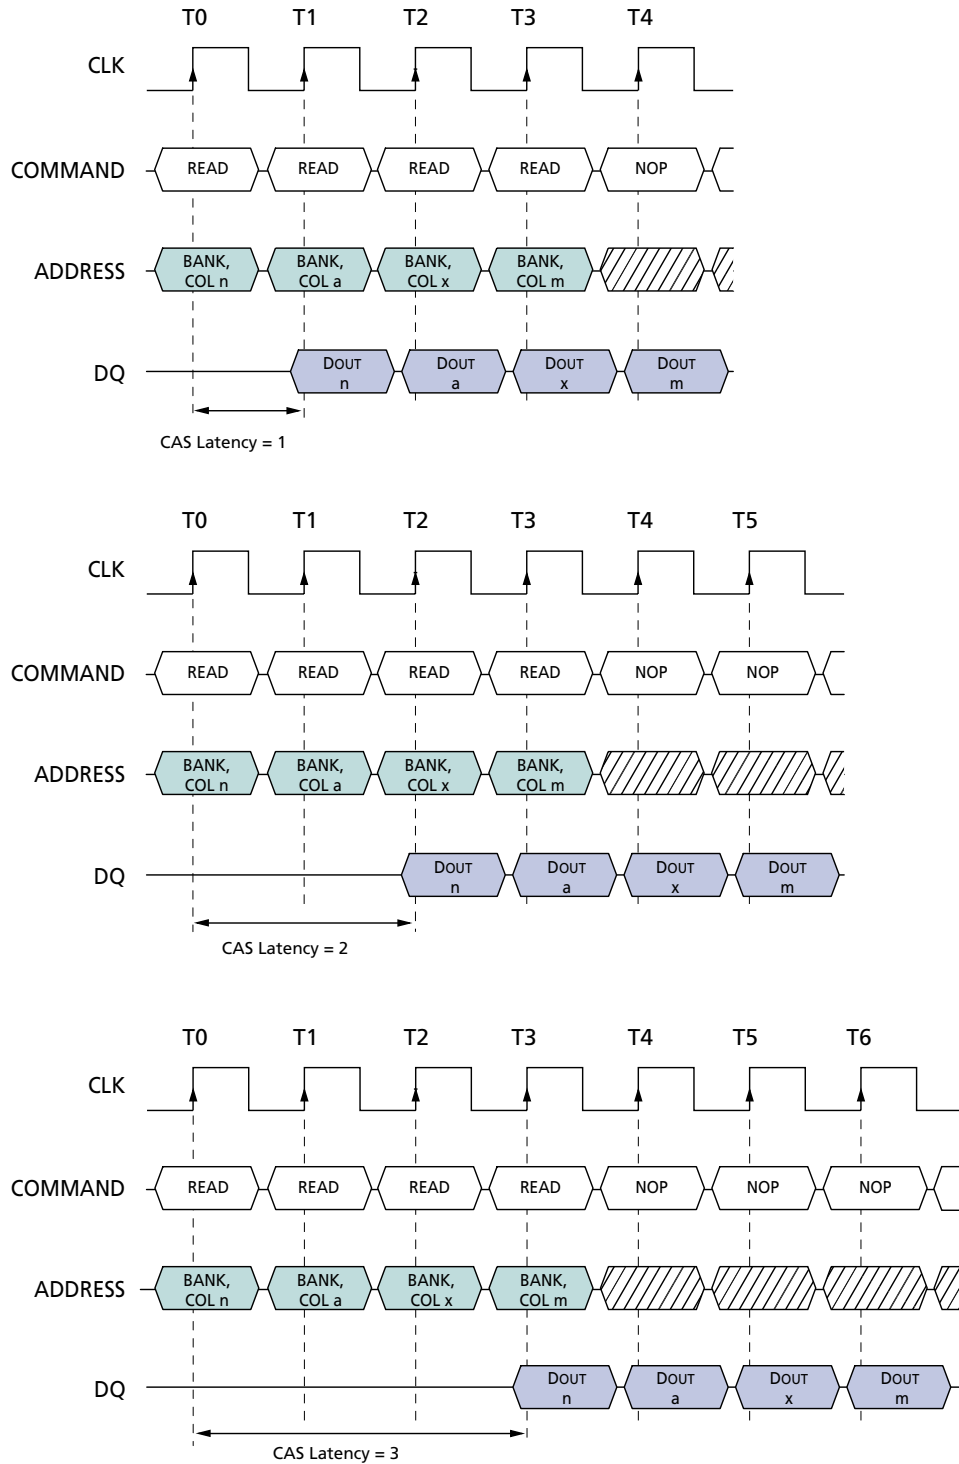 T0 T1 T2 T3 T4
CLK
COMMAND READ READ READ READ NOP
ADDRESS BANK, COL n BANK, COL a BANK, COL x BANK, COL m
DQ DOUT n DOUT a DOUT x DOUT m
CAS Latency = 1
T0 T1 T2 T3 T4 T5
CLK
COMMAND READ READ READ READ NOP NOP
ADDRESS BANK, COL n BANK, COL a BANK, COL x BANK, COL m
DQ DOUT n DOUT a DOUT x DOUT m
CAS Latency = 2
T0 T1 T2 T3 T4 T5 T6
CLK
COMMAND READ READ READ READ NOP NOP NOP
ADDRESS BANK, COL n BANK, COL a BANK, COL x BANK, COL m
DQ DOUT n DOUT a DOUT x DOUT m
CAS Latency = 3